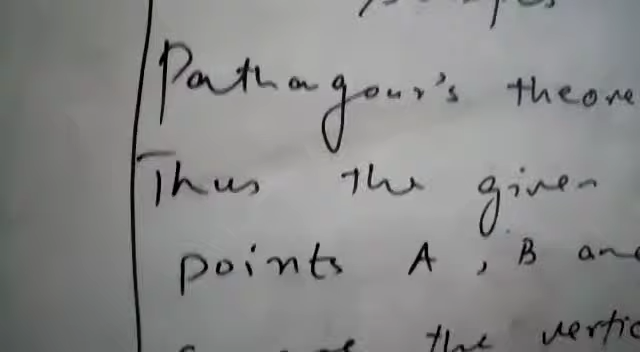 Pathagour's theore
Thus the given
points A, B an
the vertic